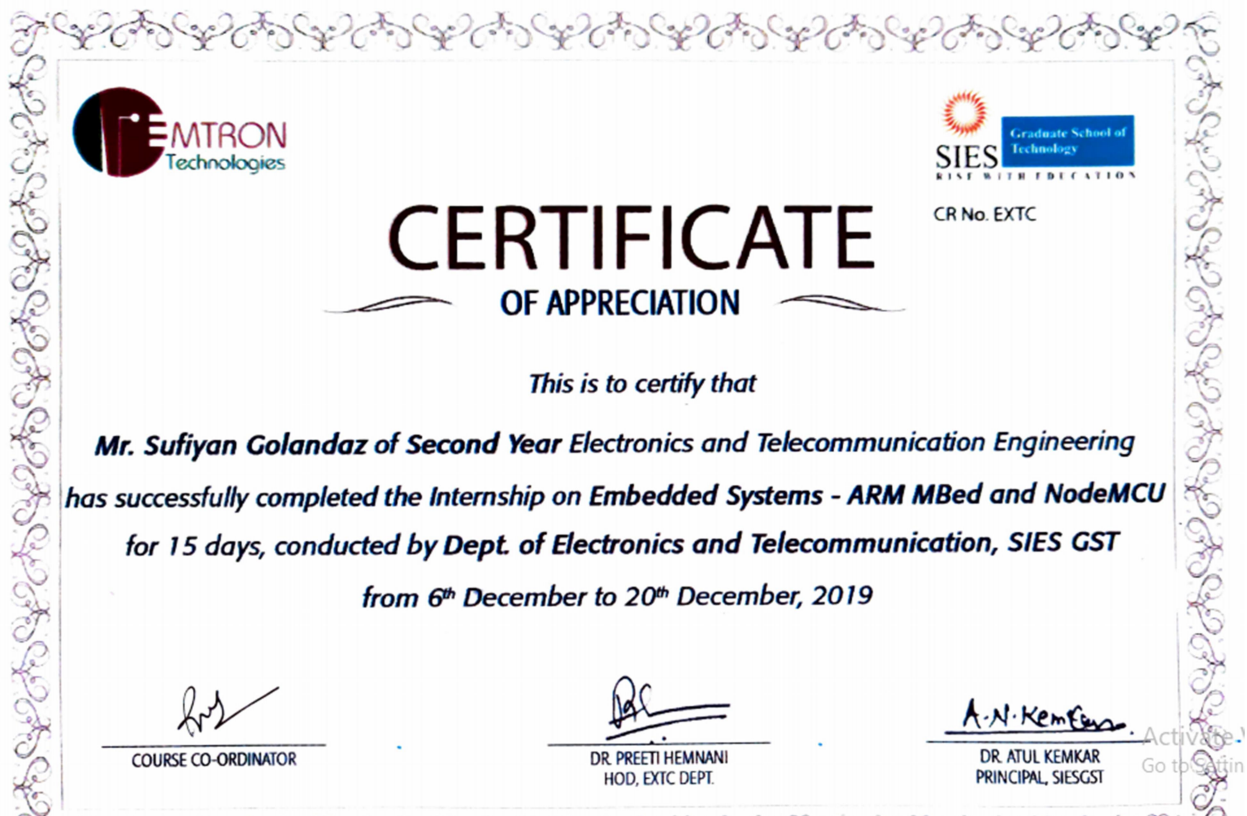 EMTRON
Technologies
SIES
Graduate School of
Technology
RISE WITH EDUCATION
CR No. EXTC
CERTIFICATE
OF APPRECIATION
This is to certify that
Mr. Sufiyan Golandaz of Second Year Electronics and Telecommunication Engineering
has successfully completed the Internship on Embedded Systems - ARM MBed and NodeMCU
for 15 days, conducted by Dept. of Electronics and Telecommunication, SIES GST
from 6th December to 20th December, 2019
A.N.Kemkar
COURSE CO-ORDINATOR
DR. PREETI HEMNANI
HOD, EXTC DEPT.
DR. ATUL KEMKAR
PRINCIPAL, SIESGST
Activate
Go to Settin